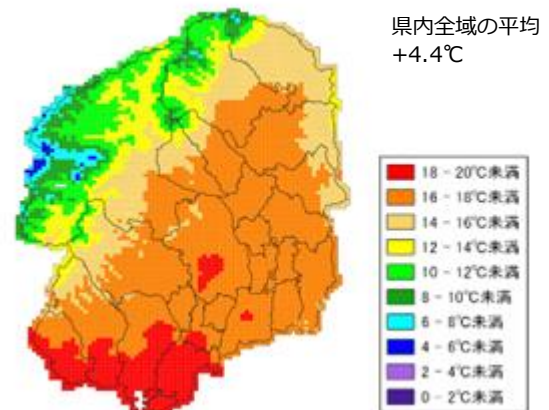 県内全域の平均
+4.4℃
18 - 20℃未満
16 - 18℃未満
14 - 16℃未満
12 - 14℃未満
10 - 12℃未満
8 - 10℃未満
6 - 8℃未満
4 - 6℃未満
2 - 4℃未満
0 - 2℃未満